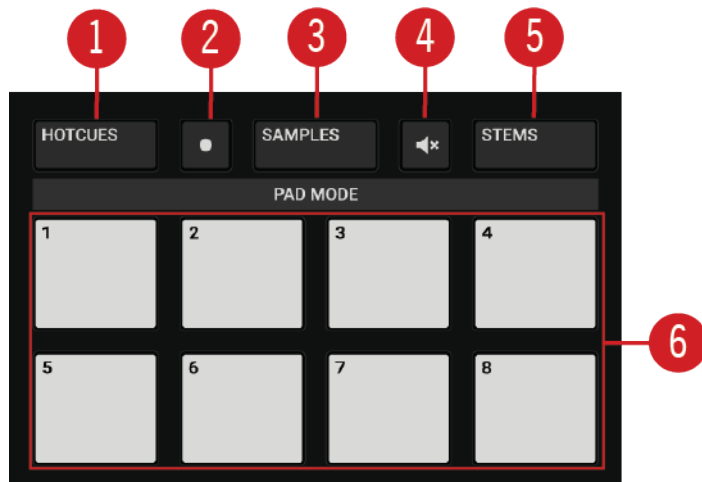 1 2 3 4 5
HOTCUES SAMPLES STEMS
PAD MODE
1 2 3 4
6
5 6 7 8